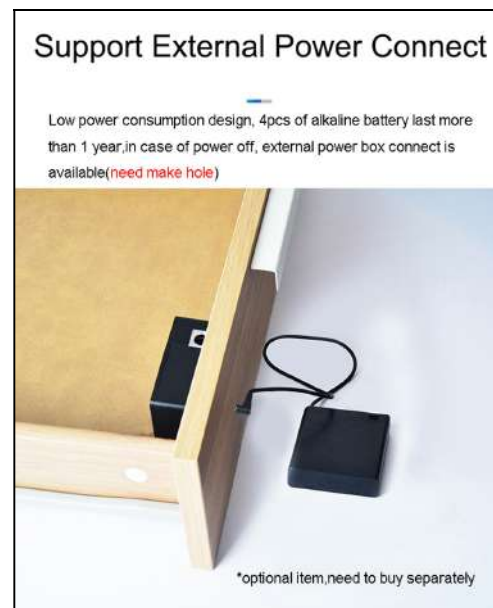 Support External Power Connect
Low power consumption design, 4pcs of alkaline battery last more
than 1 year,in case of power off, external power box connect is
available(need make hole)
*optional item,need to buy separately